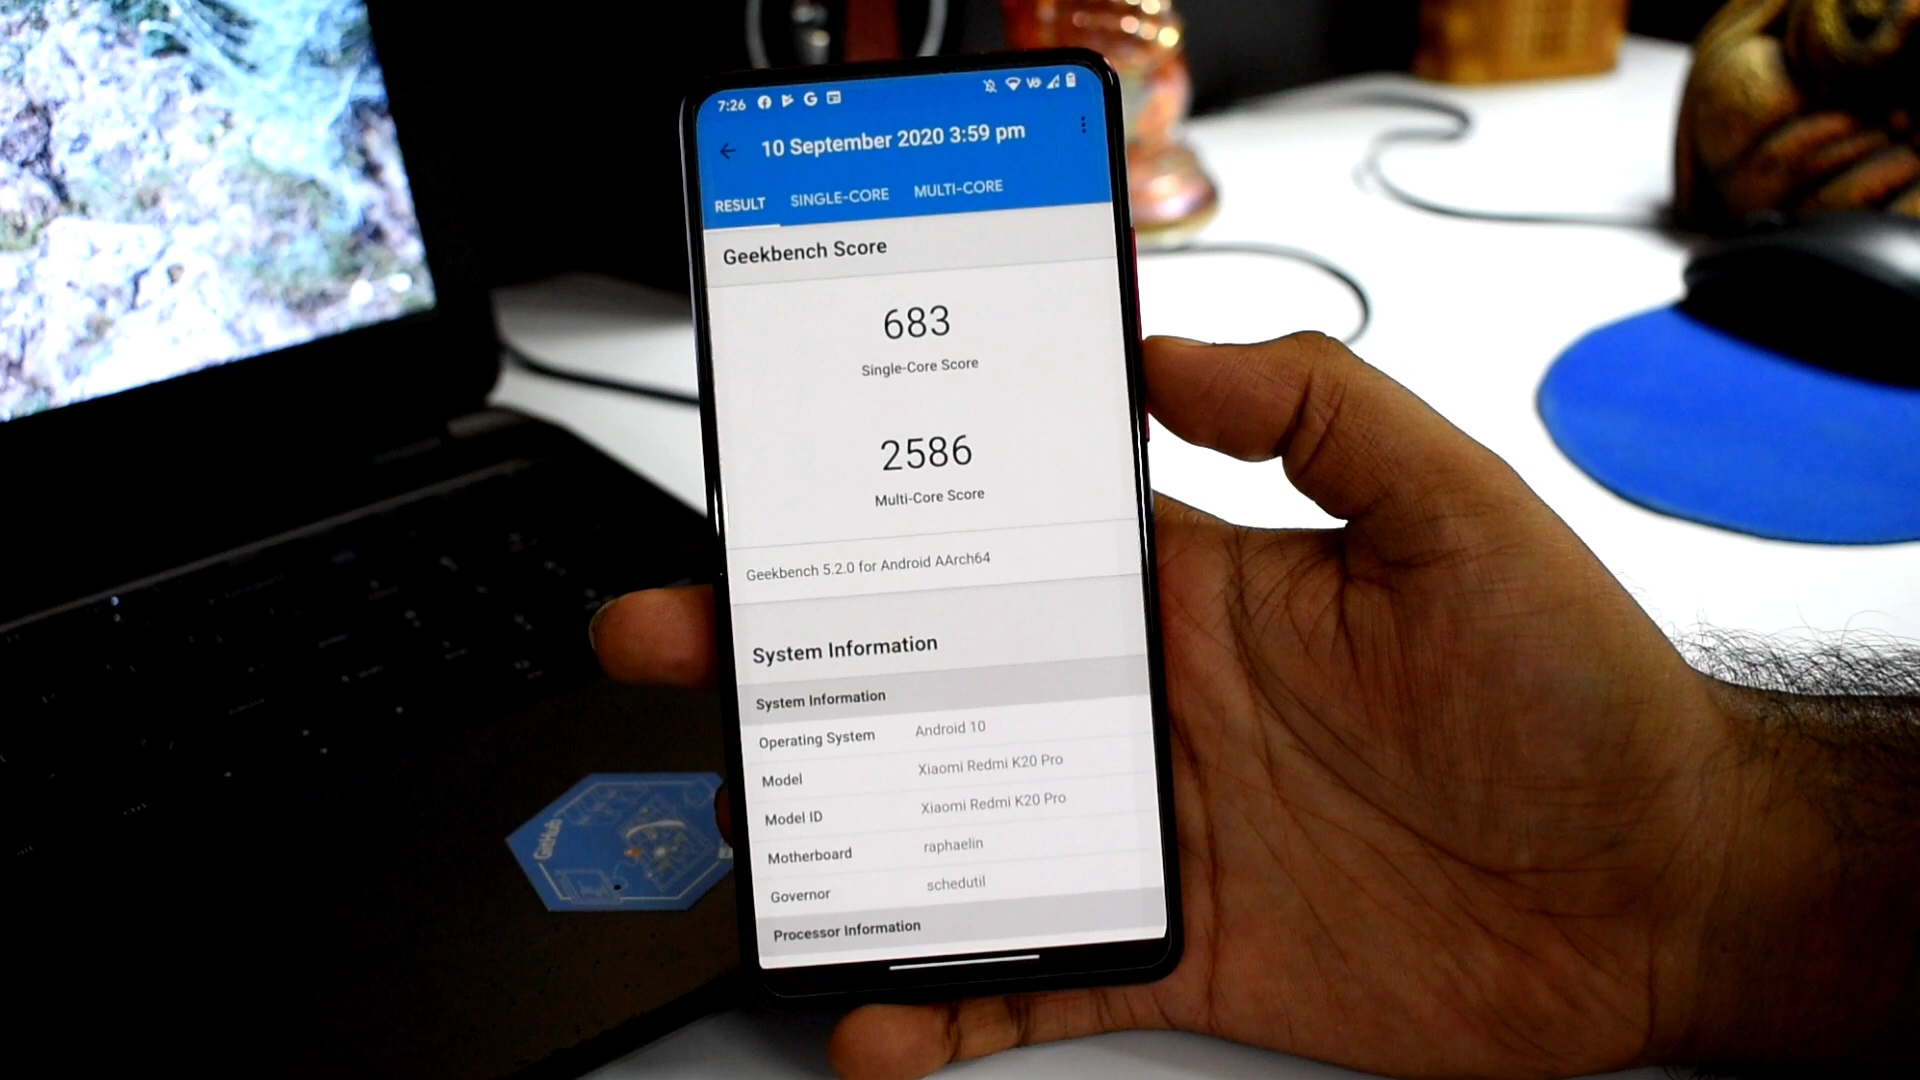 7:26
10 September 2020 3:59 pm
RESULT SINGLE-CORE MULTI-CORE
Geekbench Score
683
Single-Core Score
2586
Multi-Core Score
Geekbench 5.2.0 for Android AArch64
System Information
System Information
Operating System Android 10
Model Xiaomi Redmi K20 Pro
Model ID Xiaomi Redmi K20 Pro
Motherboard raphaelin
Governor schedutil
Processor Information
GitHub